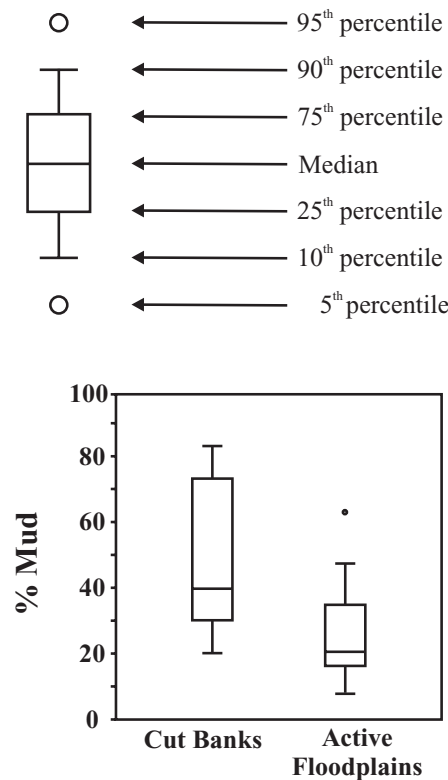 95th percentile
90th percentile
75th percentile
Median
25th percentile
10th percentile
5th percentile
100
80
60
40
20
0
% Mud
Cut Banks
Active
Floodplains